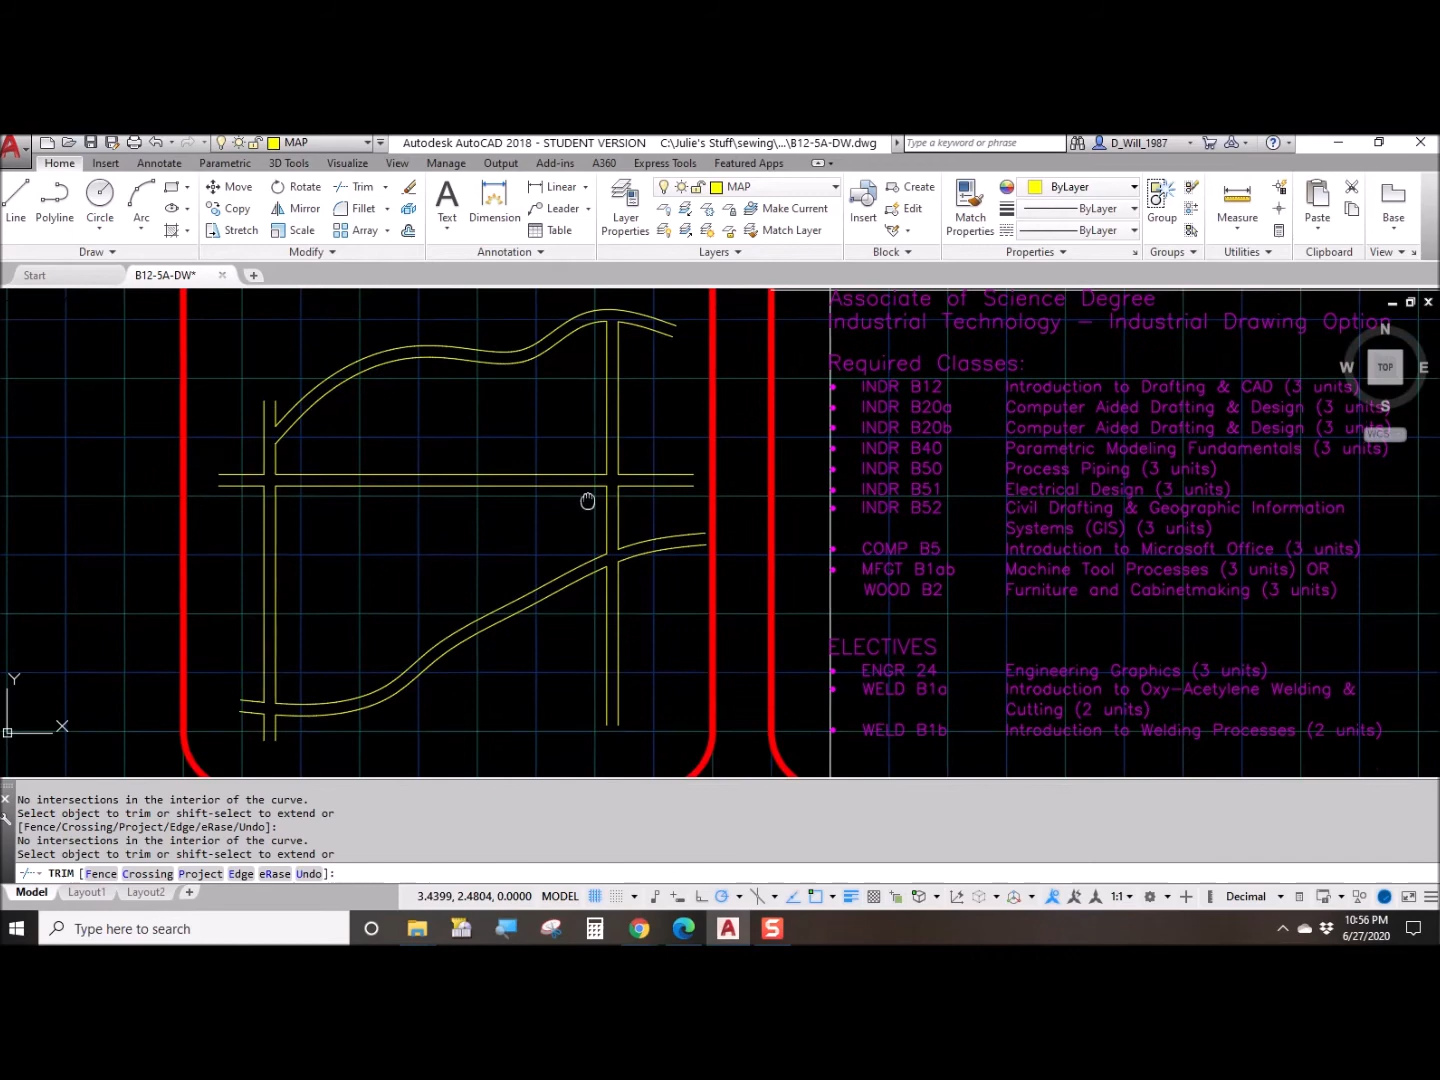 MAP Autodesk AutoCAD 2018 - STUDENT VERSION C:\Julie's Stuff\sewing\...\B12-5A-DW.dwg Type a keyword or phrase D_Will_1987
Home Insert Annotate Parametric 3D Tools Visualize View Manage Output Add-ins A360 Express Tools Featured Apps
Line Polyline Circle Arc
Move Rotate Trim
Copy Mirror Fillet
Stretch Scale Array
Text Dimension
Linear
Leader
Table
Layer Properties
MAP
Make Current
Match Layer
Insert
Create
Edit
Match Properties
ByLayer
ByLayer
ByLayer
Group Measure Paste Base
Draw Modify Annotation Layers Block Properties Groups Utilities Clipboard View
Start B12-5A-DW*
Associate of Science Degree
Industrial Technology – Industrial Drawing Option
Required Classes:
INDR B12 Introduction to Drafting & CAD (3 units)
INDR B20a Computer Aided Drafting & Design (3 units)
INDR B20b Computer Aided Drafting & Design (3 units)
INDR B40 Parametric Modeling Fundamentals (3 units)
INDR B50 Process Piping (3 units)
INDR B51 Electrical Design (3 units)
INDR B52 Civil Drafting & Geographic Information
Systems (GIS) (3 units)
COMP B5 Introduction to Microsoft Office (3 units)
MFGT B1ab Machine Tool Processes (3 units) OR
WOOD B2 Furniture and Cabinetmaking (3 units)
ELECTIVES
ENGR 24 Engineering Graphics (3 units)
WELD B1a Introduction to Oxy-Acetylene Welding &
Cutting (2 units)
WELD B1b Introduction to Welding Processes (2 units)
N
W TOP E
S
WCS
Y
X
No intersections in the interior of the curve.
Select object to trim or shift-select to extend or
[Fence/Crossing/Project/Edge/eRase/Undo]:
No intersections in the interior of the curve.
Select object to trim or shift-select to extend or
TRIM [Fence Crossing Project Edge eRase Undo]:
Model Layout1 Layout2 3.4399, 2.4804, 0.0000 MODEL 1:1 Decimal
Type here to search
10:56 PM
6/27/2020